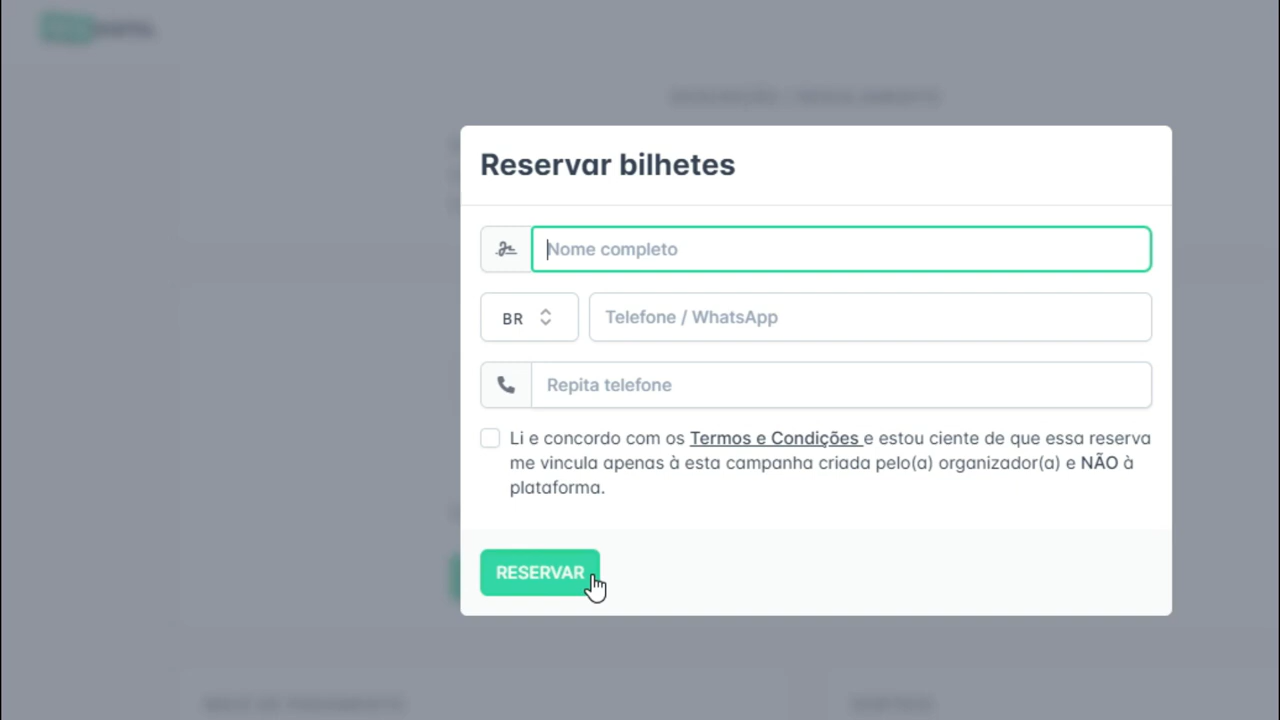 Reservar bilhetes
Nome completo
BR
Telefone / WhatsApp
Repita telefone
Li e concordo com os Termos e Condições e estou ciente de que essa reserva
me vincula apenas à esta campanha criada pelo(a) organizador(a) e NÃO à
plataforma.
RESERVAR